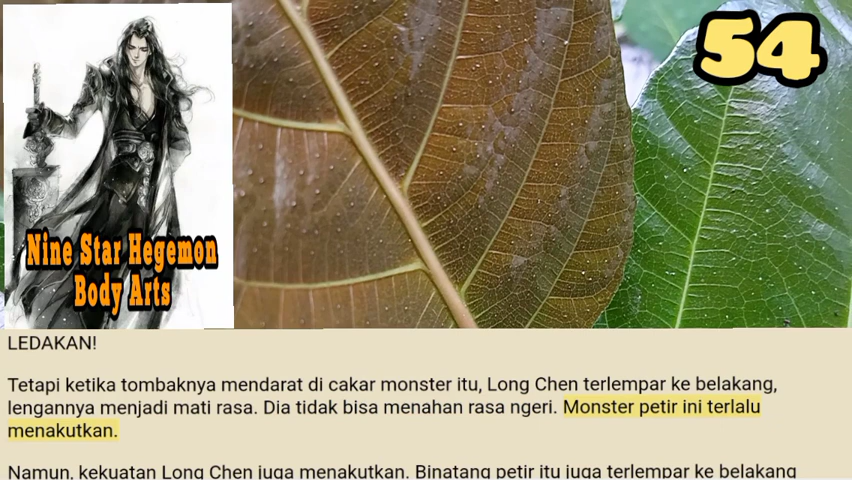 54
Nine Star Hegemon
Body Arts
LEDAKAN!
Tetapi ketika tombaknya mendarat di cakar monster itu, Long Chen terlempar ke belakang,
lengannya menjadi mati rasa. Dia tidak bisa menahan rasa ngeri. Monster petir ini terlalu
menakutkan.
Namun, kekuatan Long Chen juga menakutkan. Binatang petir itu juga terlempar ke belakang